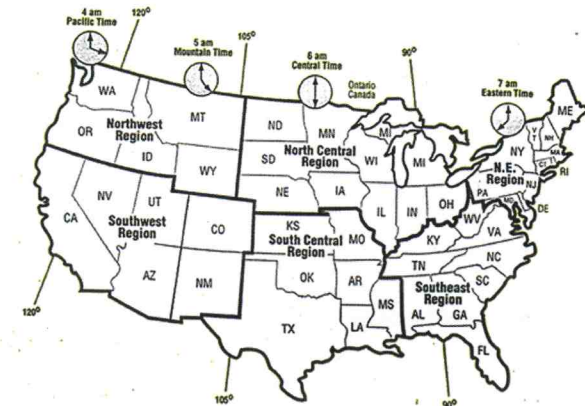 4 am
Pacific Time
120°
5 am
Mountain Time
105°
6 am
Central Time
Ontario
Canada
90°
7 am
Eastern Time
WA
OR
Northwest
Region
ID
MT
WY
ND
SD
NE
MN
North Central
Region
IA
WI
MI
MI
IL
IN
OH
ME
V
T
NH
MA
CT
RI
NY
N.E.
Region
PA
NJ
MD
DE
CA
NV
UT
Southwest
Region
AZ
CO
NM
KS
South Central
Region
MO
OK
AR
TX
LA
MS
KY
WV
VA
TN
NC
Southeast
Region
SC
AL
GA
FL
120°
105°
90°